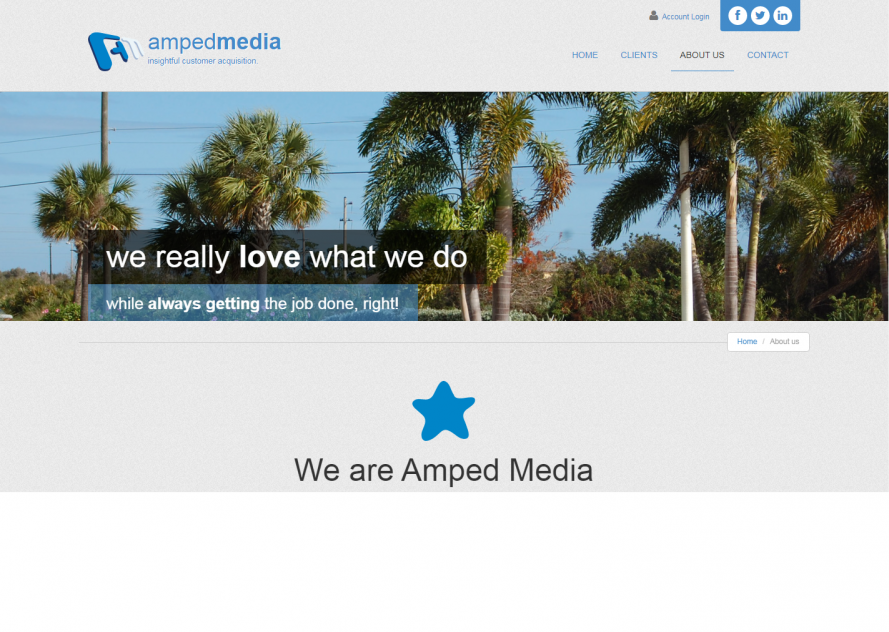 Account Login
ampedmedia
insightful customer acquisition.
HOME CLIENTS ABOUT US CONTACT
we really love what we do
while always getting the job done, right!
Home / About us
We are Amped Media